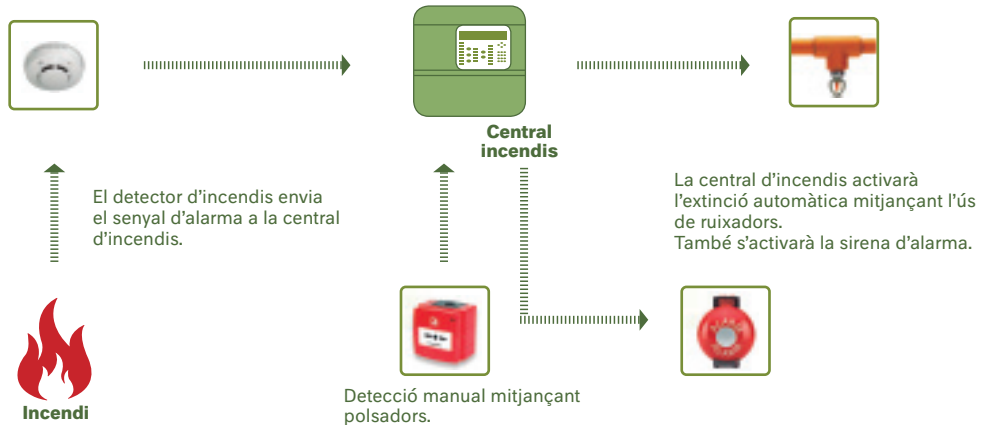 Central
incendis
El detector d'incendis envia
el senyal d'alarma a la central
d'incendis.
La central d'incendis activarà
l'extinció automàtica mitjançant l'ús
de ruixadors.
També s'activarà la sirena d'alarma.
Incendi
Detecció manual mitjançant
polsadors.